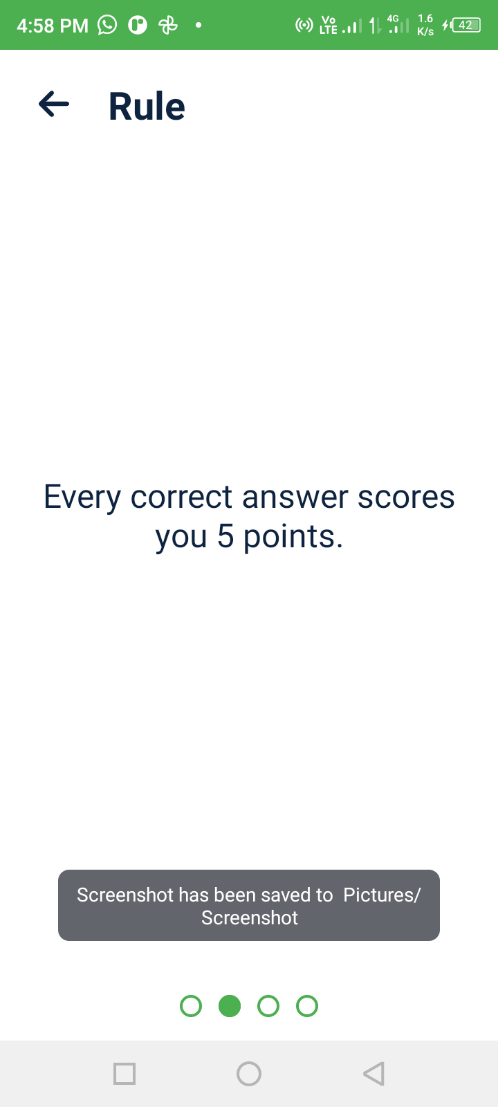 4:58 PM
Vo LTE 4G 1.6 K/s 42
Rule
Every correct answer scores
you 5 points.
Screenshot has been saved to Pictures/
Screenshot